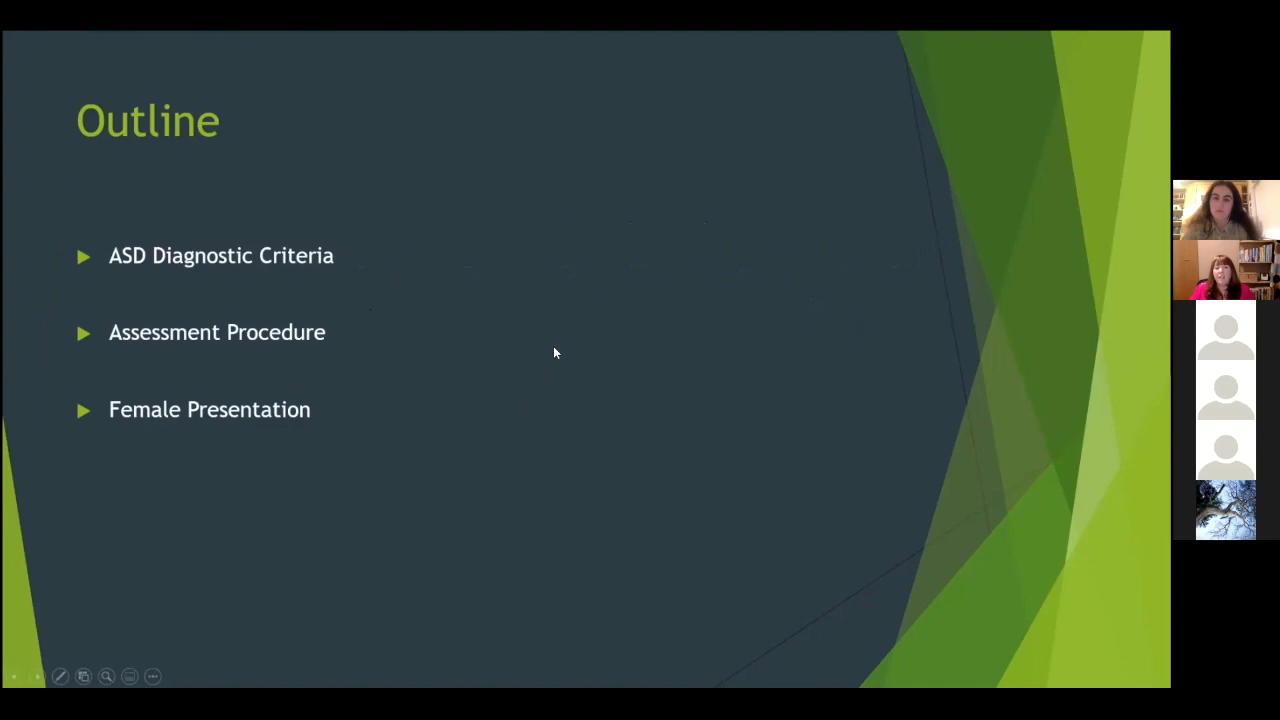 Outline
ASD Diagnostic Criteria
Assessment Procedure
Female Presentation